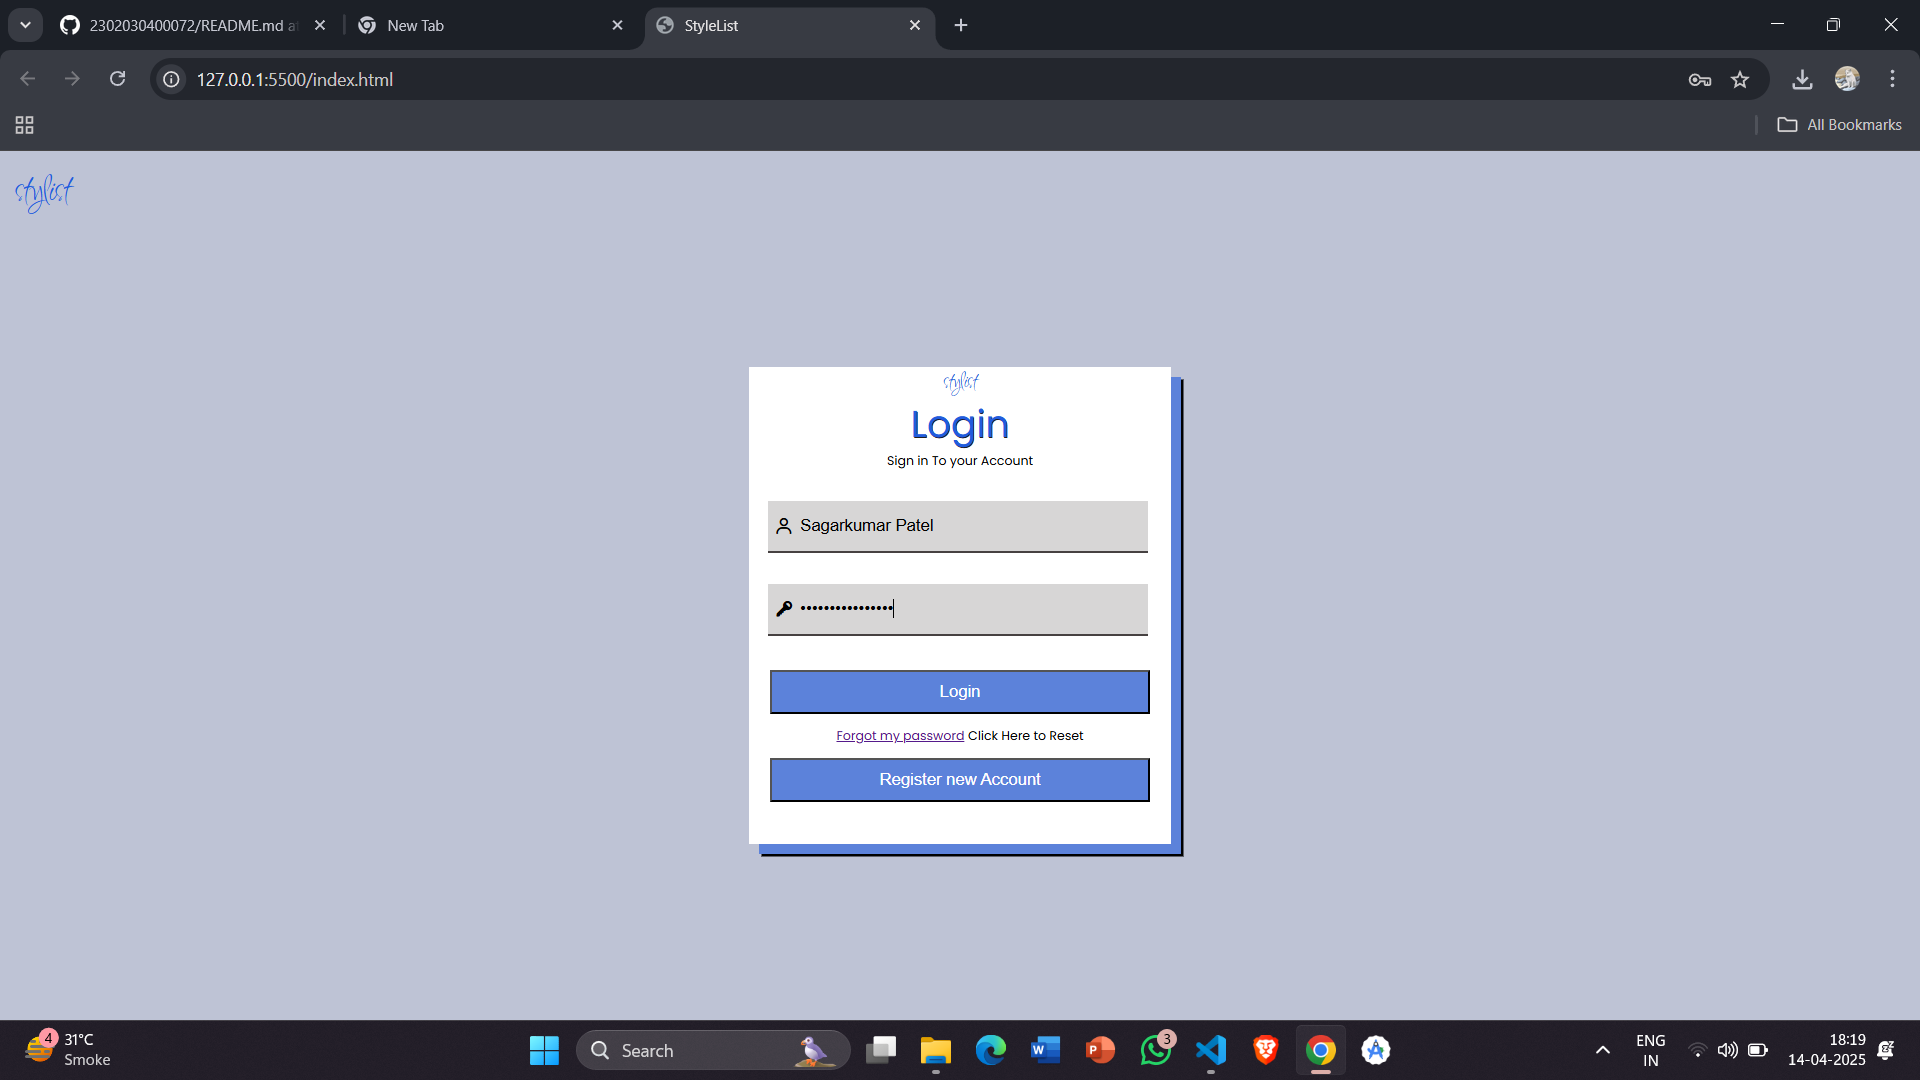 2302030400072/README.md at
New Tab
StyleList
127.0.0.1:5500/index.html
All Bookmarks
stylist
stylist
Login
Sign in To your Account
Sagarkumar Patel
••••••••••••••••
Login
Forgot my password Click Here to Reset
Register new Account
4
31°C
Smoke
Search
3
ENG
IN
18:19
14-04-2025